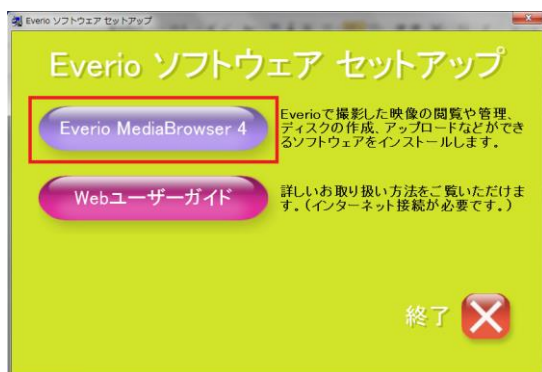 Everio ソフトウェア セットアップ
Everio ソフトウェア セットアップ
Everio MediaBrowser 4
Everioで撮影した映像の閲覧や管理、
ディスクの作成、アップロードなどができ
るソフトウェアをインストールします。
Webユーザーガイド
詳しいお取り扱い方法をご覧いただけま
す。(インターネット接続が必要です。)
終了